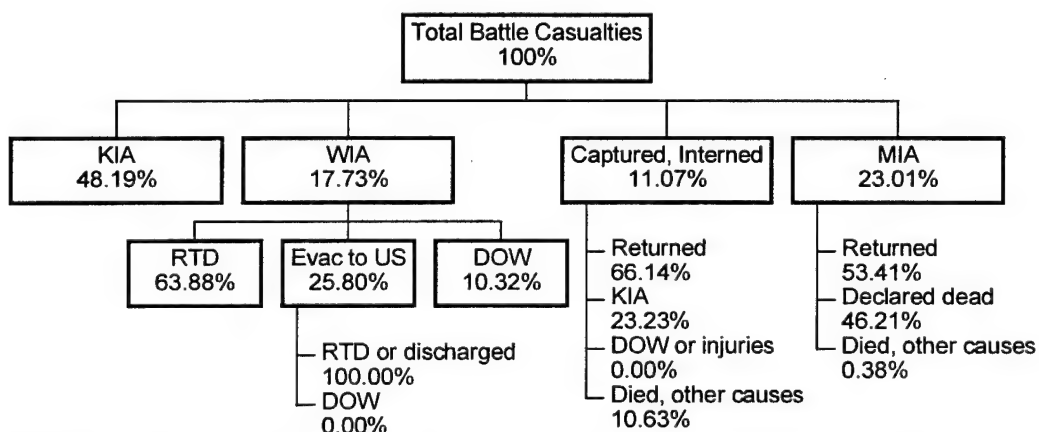 Total Battle Casualties
100%
KIA
48.19%
WIA
17.73%
Captured, Interned
11.07%
MIA
23.01%
RTD
63.88%
Evac to US
25.80%
DOW
10.32%
RTD or discharged
100.00%
DOW
0.00%
Returned
66.14%
KIA
23.23%
DOW or injuries
0.00%
Died, other causes
10.63%
Returned
53.41%
Declared dead
46.21%
Died, other causes
0.38%